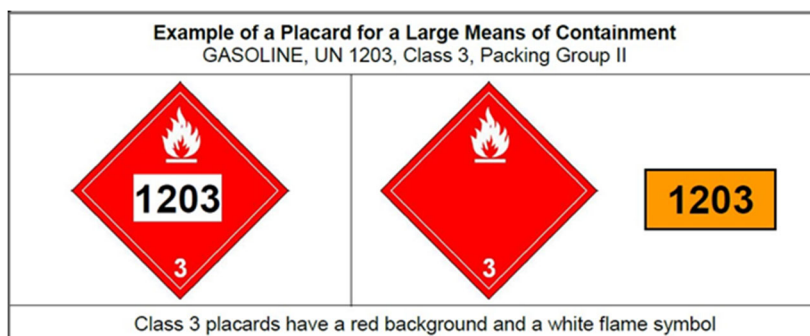 Example of a Placard for a Large Means of Containment
GASOLINE, UN 1203, Class 3, Packing Group II
1203
3
3
1203
Class 3 placards have a red background and a white flame symbol